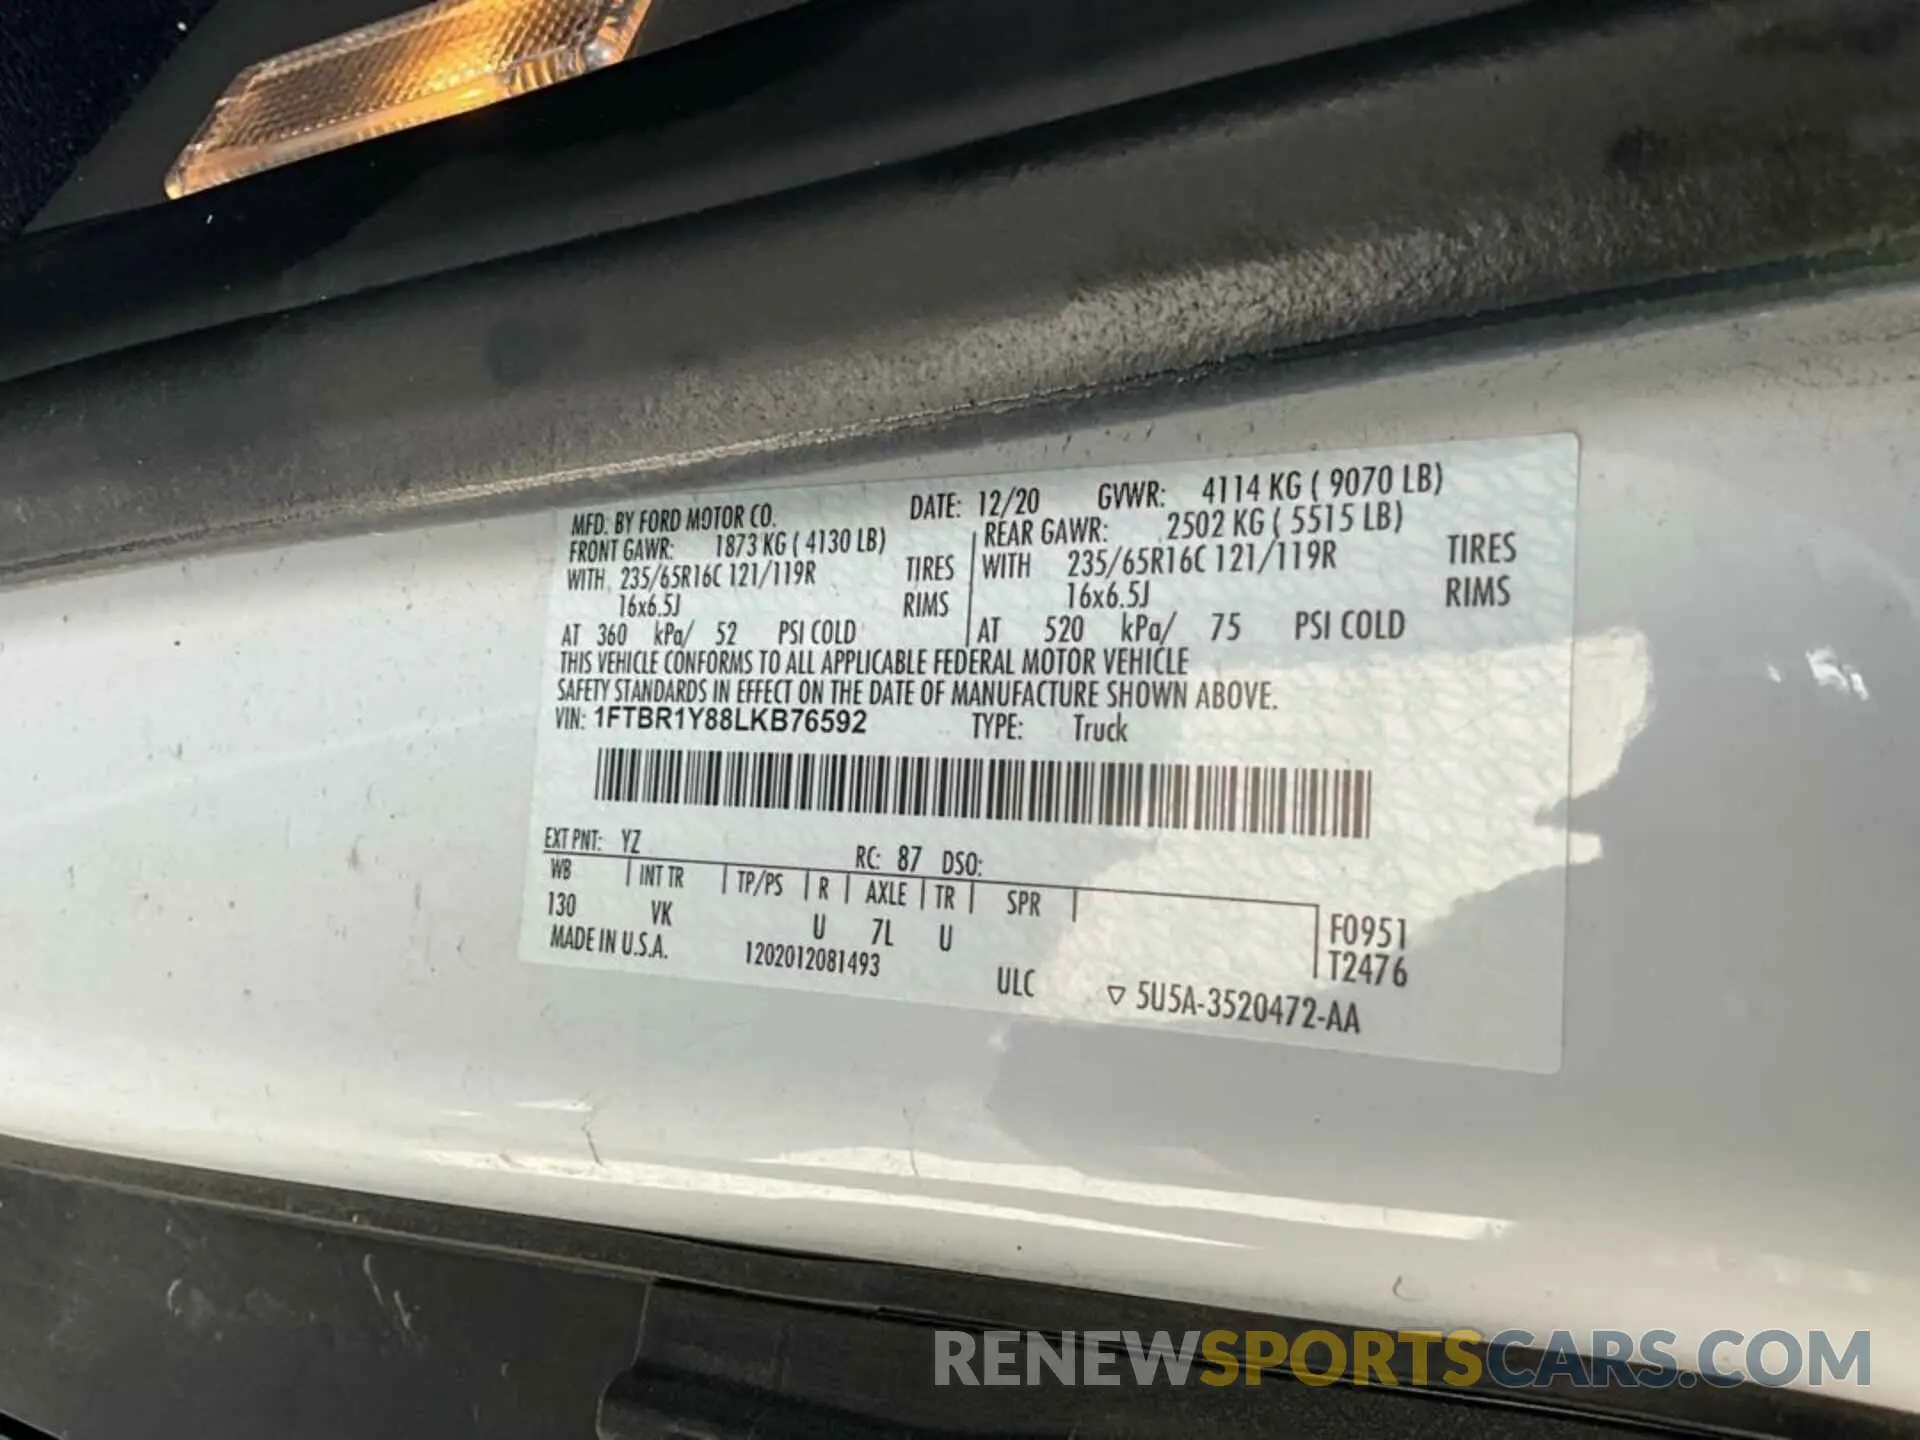 MFD. BY FORD MOTOR CO. DATE: 12/20 GVWR: 4114 KG ( 9070 LB)
FRONT GAWR: 1873 KG ( 4130 LB) REAR GAWR: 2502 KG ( 5515 LB)
WITH 235/65R16C 121/119R TIRES WITH 235/65R16C 121/119R TIRES
16x6.5J RIMS 16x6.5J RIMS
AT 360 kPa/ 52 PSI COLD AT 520 kPa/ 75 PSI COLD
THIS VEHICLE CONFORMS TO ALL APPLICABLE FEDERAL MOTOR VEHICLE
SAFETY STANDARDS IN EFFECT ON THE DATE OF MANUFACTURE SHOWN ABOVE.
VIN: 1FTBR1Y88LKB76592 TYPE: Truck
EXT PNT: YZ RC: 87 DSO:
WB INT TR TP/PS R AXLE TR SPR
130 VK U 7L U F0951
MADE IN U.S.A. 1202012081493 T2476
ULC ▽ 5U5A-3520472-AA
RENEWSPORTSCARS.COM